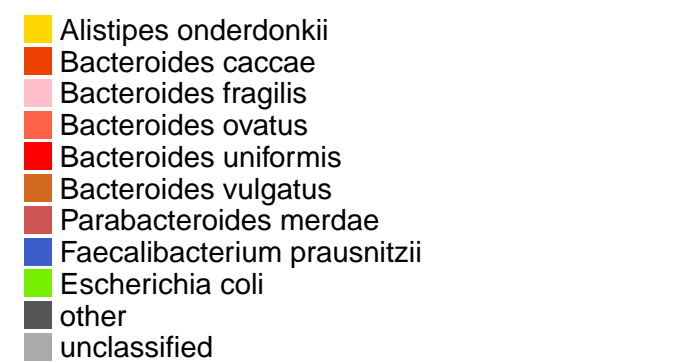 Alistipes onderdonkii
Bacteroides caccae
Bacteroides fragilis
Bacteroides ovatus
Bacteroides uniformis
Bacteroides vulgatus
Parabacteroides merdae
Faecalibacterium prausnitzii
Escherichia coli
other
unclassified